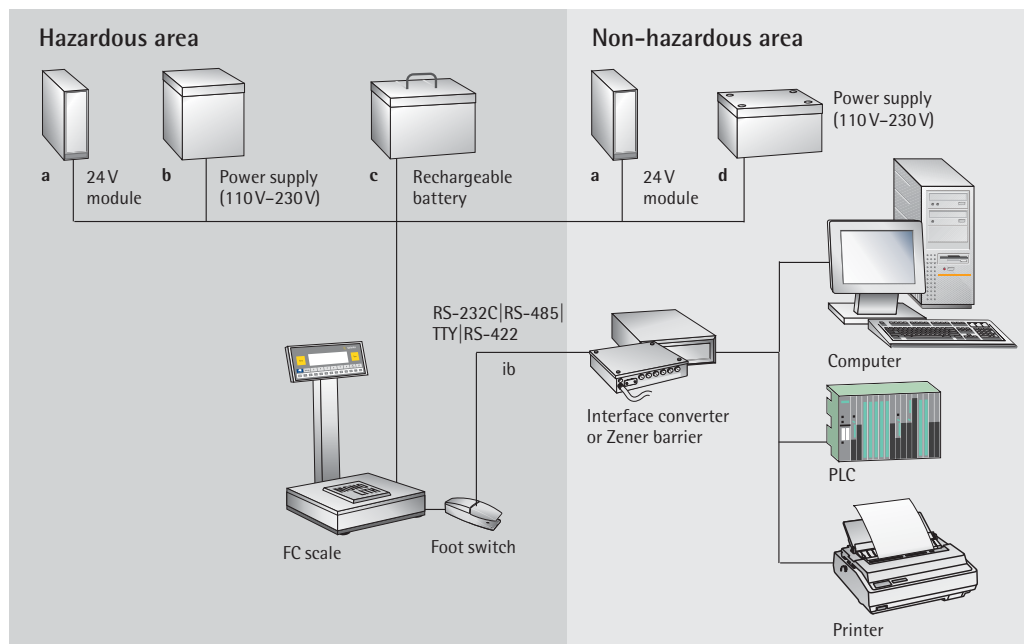 Hazardous area
Non-hazardous area
a
24 V
module
b
Power supply
(110 V–230 V)
c
Rechargeable
battery
a
24 V
module
d
Power supply
(110 V–230 V)
RS-232C|RS-485|
TTY|RS-422
ib
Interface converter
or Zener barrier
Computer
PLC
Printer
FC scale
Foot switch